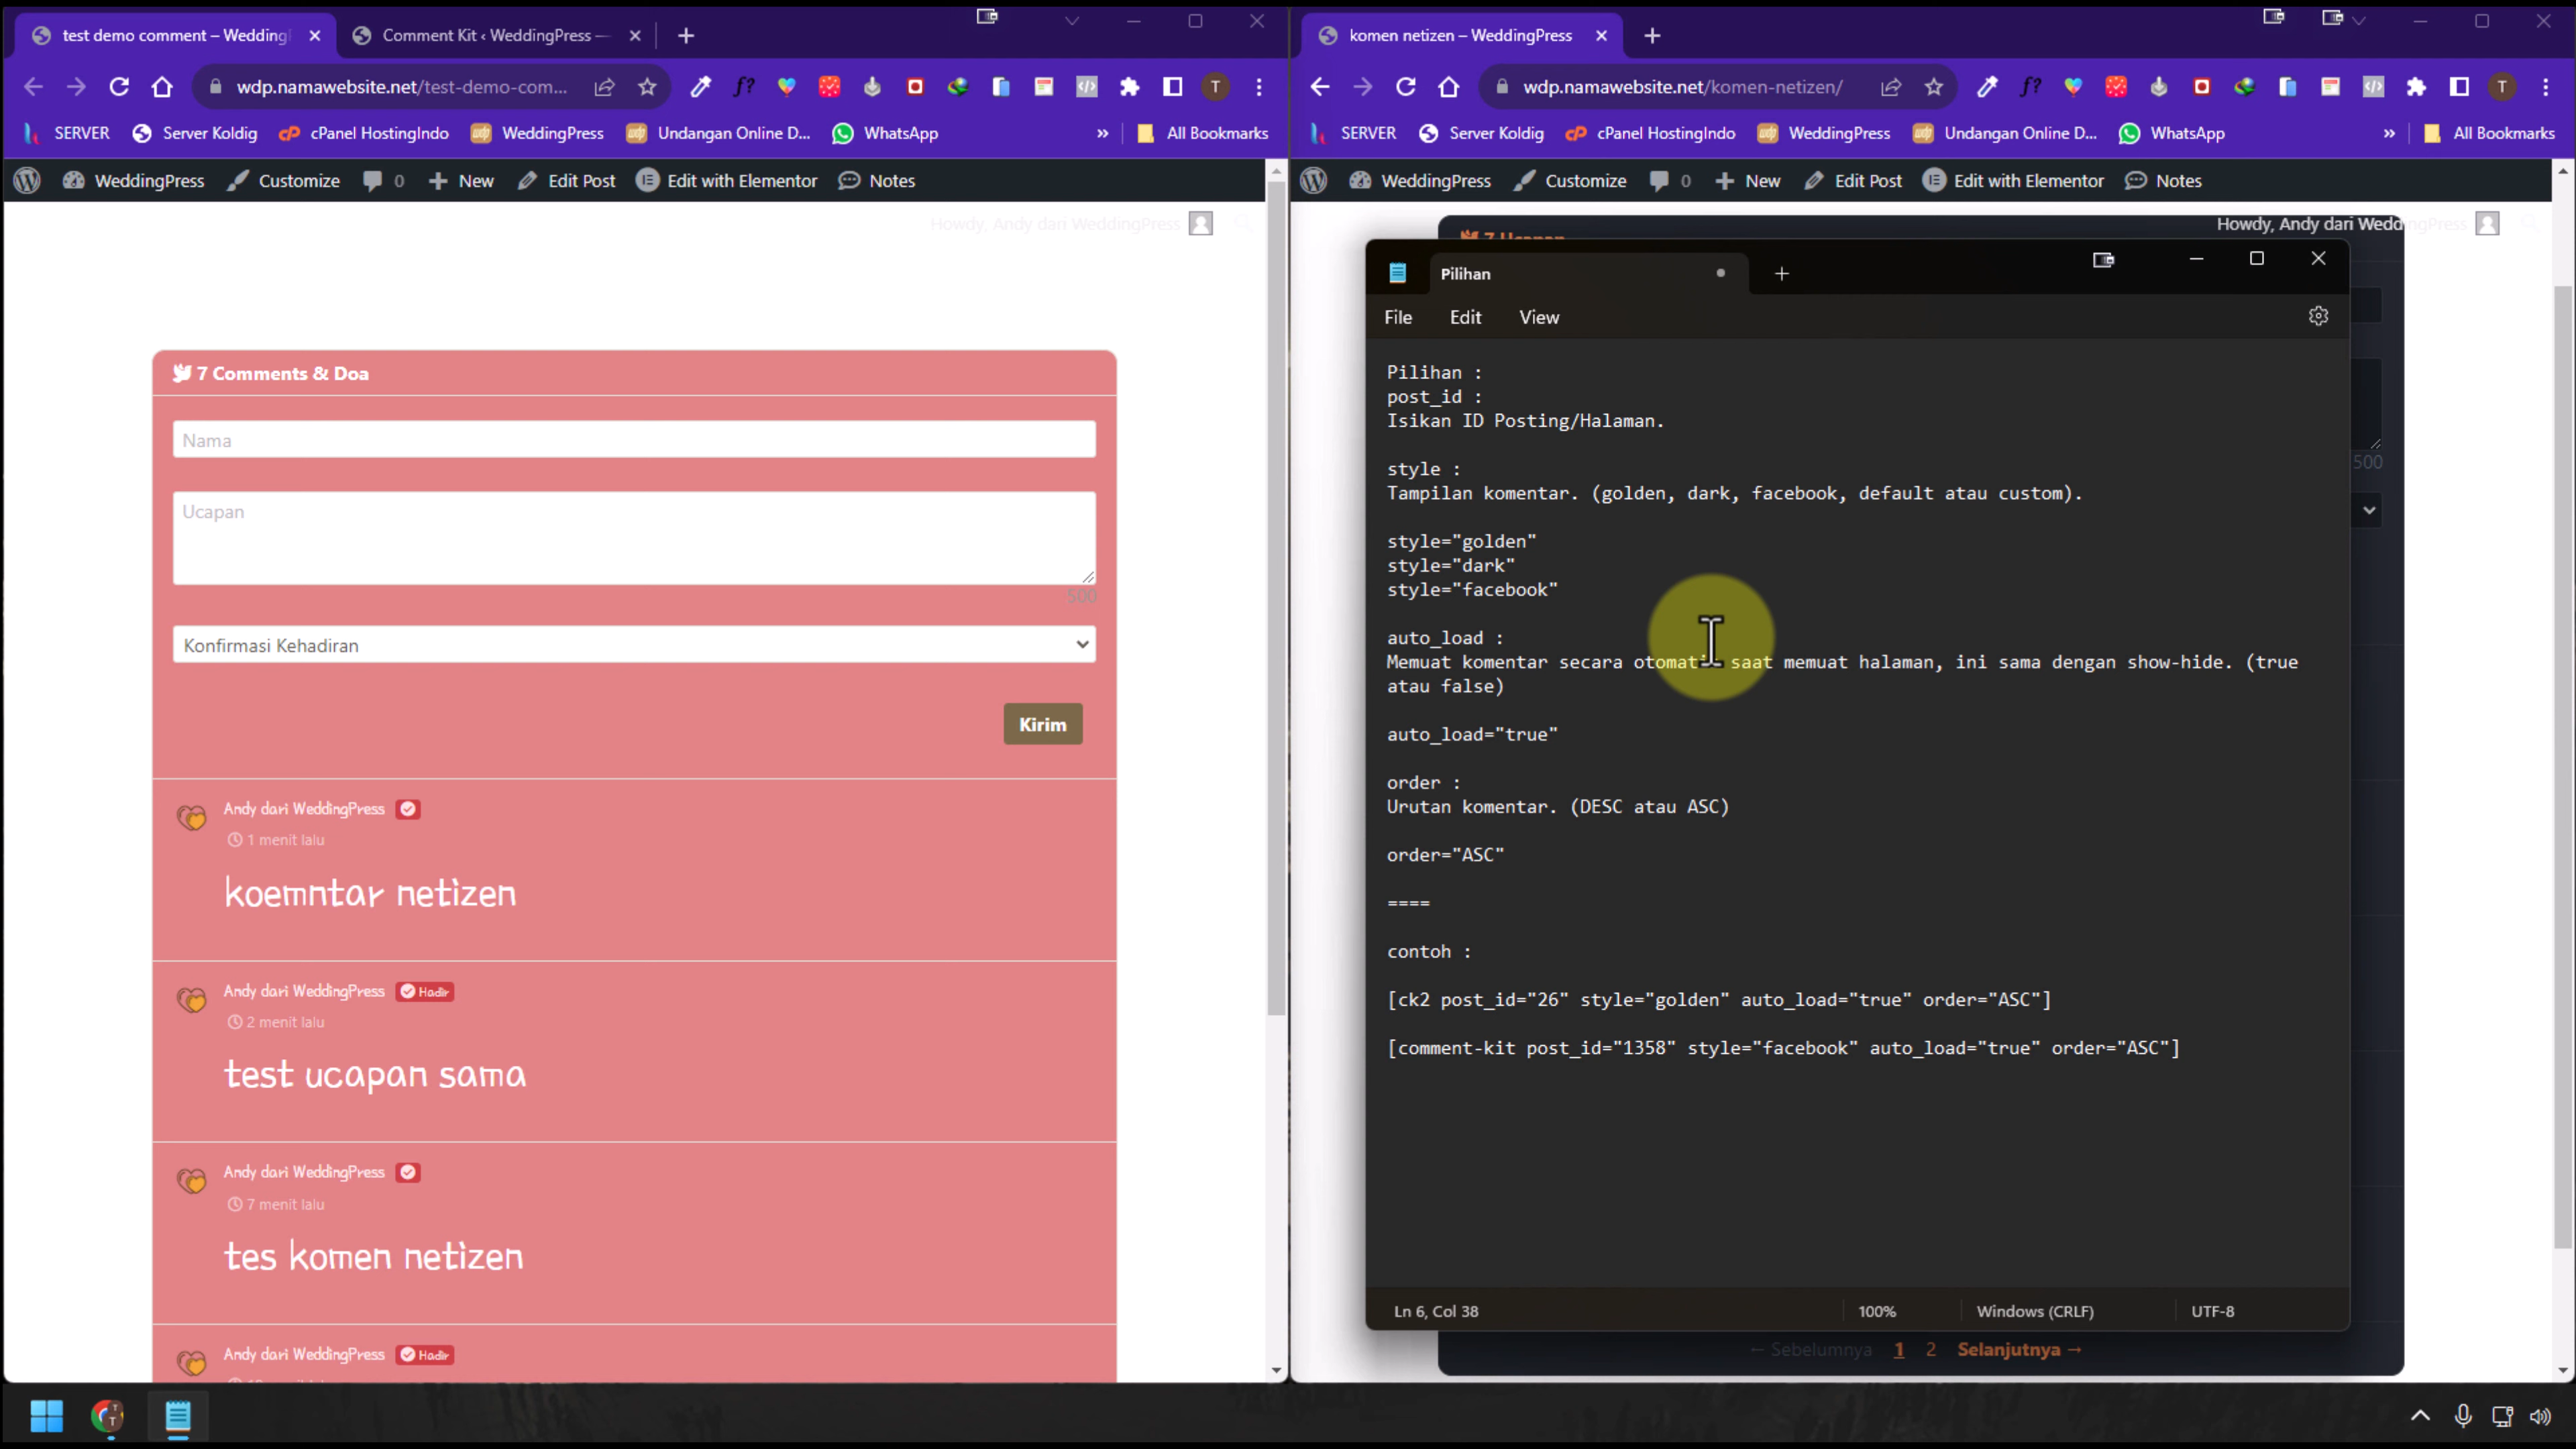 test demo comment – Wedding
Comment Kit ‹ WeddingPress —
wdp.namawebsite.net/test-demo-com...
T
SERVER
Server Koldig
cPanel HostingIndo
WeddingPress
Undangan Online D...
WhatsApp
»
All Bookmarks
WeddingPress
Customize
0
New
Edit Post
Edit with Elementor
Notes
Howdy, Andy dari WeddingPress
7 Comments & Doa
Nama
Ucapan
500
Konfirmasi Kehadiran
Kirim
Andy dari WeddingPress
1 menit lalu
koemntar netizen
Andy dari WeddingPress Hadir
2 menit lalu
test ucapan sama
Andy dari WeddingPress
7 menit lalu
tes komen netizen
Andy dari WeddingPress Hadir
komen netizen – WeddingPress
wdp.namawebsite.net/komen-netizen/
T
SERVER
Server Koldig
cPanel HostingIndo
WeddingPress
Undangan Online D...
WhatsApp
»
All Bookmarks
WeddingPress
Customize
0
New
Edit Post
Edit with Elementor
Notes
Howdy, Andy dari WeddingPress
7 Ucapan
500
Pilihan
File
Edit
View
Pilihan :
post_id :
Isikan ID Posting/Halaman.
style :
Tampilan komentar. (golden, dark, facebook, default atau custom).
style="golden"
style="dark"
style="facebook"
auto_load :
Memuat komentar secara otomatis saat memuat halaman, ini sama dengan show-hide. (true
atau false)
auto_load="true"
order :
Urutan komentar. (DESC atau ASC)
order="ASC"
====
contoh :
[ck2 post_id="26" style="golden" auto_load="true" order="ASC"]
[comment-kit post_id="1358" style="facebook" auto_load="true" order="ASC"]
Ln 6, Col 38
100%
Windows (CRLF)
UTF-8
← Sebelumnya 1 2 Selanjutnya →